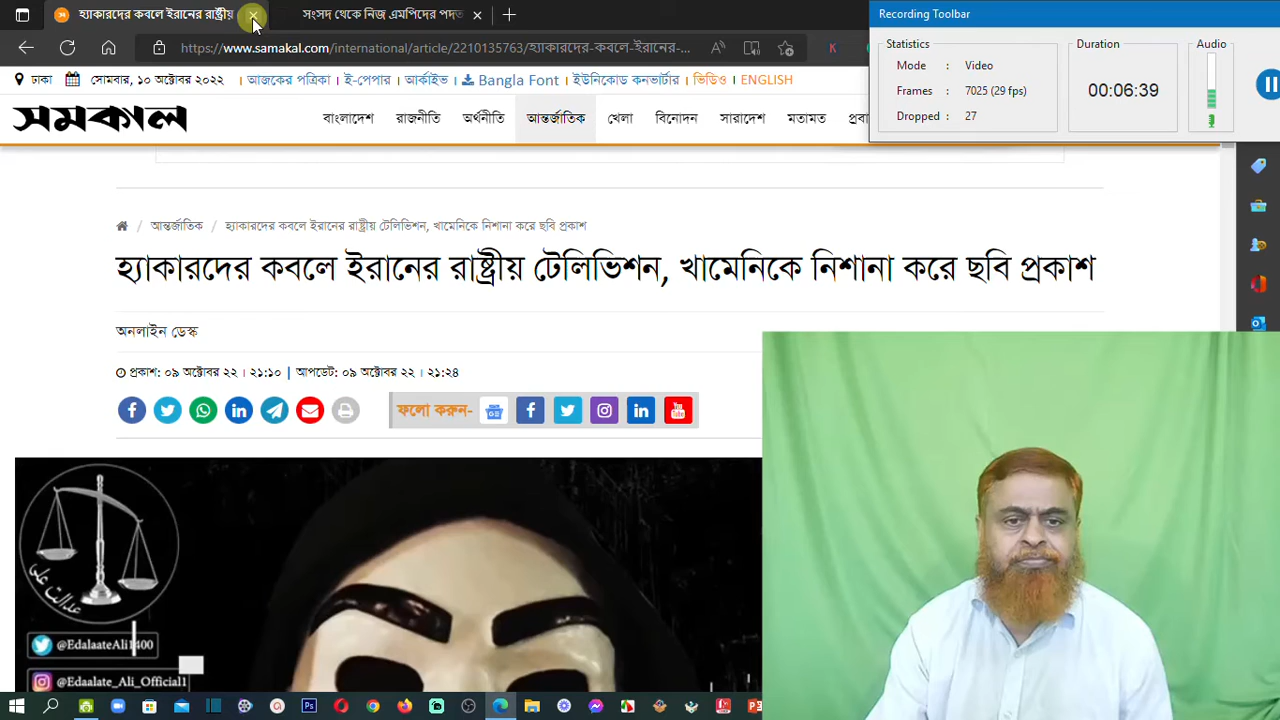 হ্যাকারদের কবলে ইরানের রাষ্ট্রীয়
সংসদ থেকে নিজ এমপিদের পদত
Recording Toolbar
https://www.samakal.com/international/article/2210135763/হ্যাকারদের-কবলে-ইরানের-...
Statistics
Duration
Audio
Mode : Video
Frames : 7025 (29 fps)
00:06:39
Dropped : 27
ঢাকা সোমবার, ১০ অক্টোবর ২০২২ | আজকের পত্রিকা | ই-পেপার | আর্কাইভ | Bangla Font | ইউনিকোড কনভার্টার | ভিডিও | ENGLISH
সমকাল
বাংলাদেশ রাজনীতি অর্থনীতি আন্তর্জাতিক খেলা বিনোদন সারাদেশ মতামত প্রবা
/ আন্তর্জাতিক / হ্যাকারদের কবলে ইরানের রাষ্ট্রীয় টেলিভিশন, খামেনিকে নিশানা করে ছবি প্রকাশ
হ্যাকারদের কবলে ইরানের রাষ্ট্রীয় টেলিভিশন, খামেনিকে নিশানা করে ছবি প্রকাশ
অনলাইন ডেস্ক
প্রকাশ: ০৯ অক্টোবর ২২ । ২১:১০ | আপডেট: ০৯ অক্টোবর ২২ । ২১:২৪
ফলো করুন-
عدالت علی
@EdalaateAli1400
@Edaalate_Ali_Official1